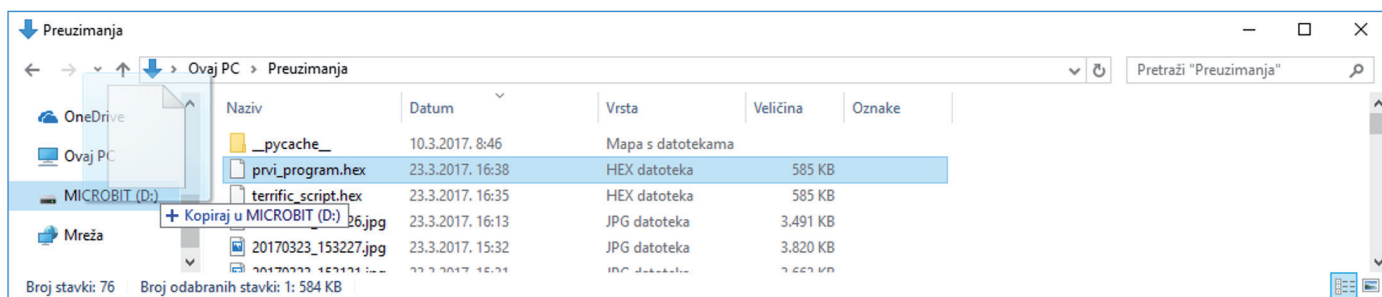 Preuzimanja
Ovaj PC > Preuzimanja
Pretraži "Preuzimanja"
Naziv Datum Vrsta Veličina Oznake
OneDrive
__pycache__ 10.3.2017. 8:46 Mapa s datotekama
Ovaj PC
prvi_program.hex 23.3.2017. 16:38 HEX datoteka 585 KB
MICROBIT (D:)
terrific_script.hex 23.3.2017. 16:35 HEX datoteka 585 KB
+ Kopiraj u MICROBIT (D:)
26.jpg 23.3.2017. 16:13 JPG datoteka 3.491 KB
Mreža
20170323_153227.jpg 23.3.2017. 15:32 JPG datoteka 3.820 KB
Broj stavki: 76 Broj odabranih stavki: 1: 584 KB